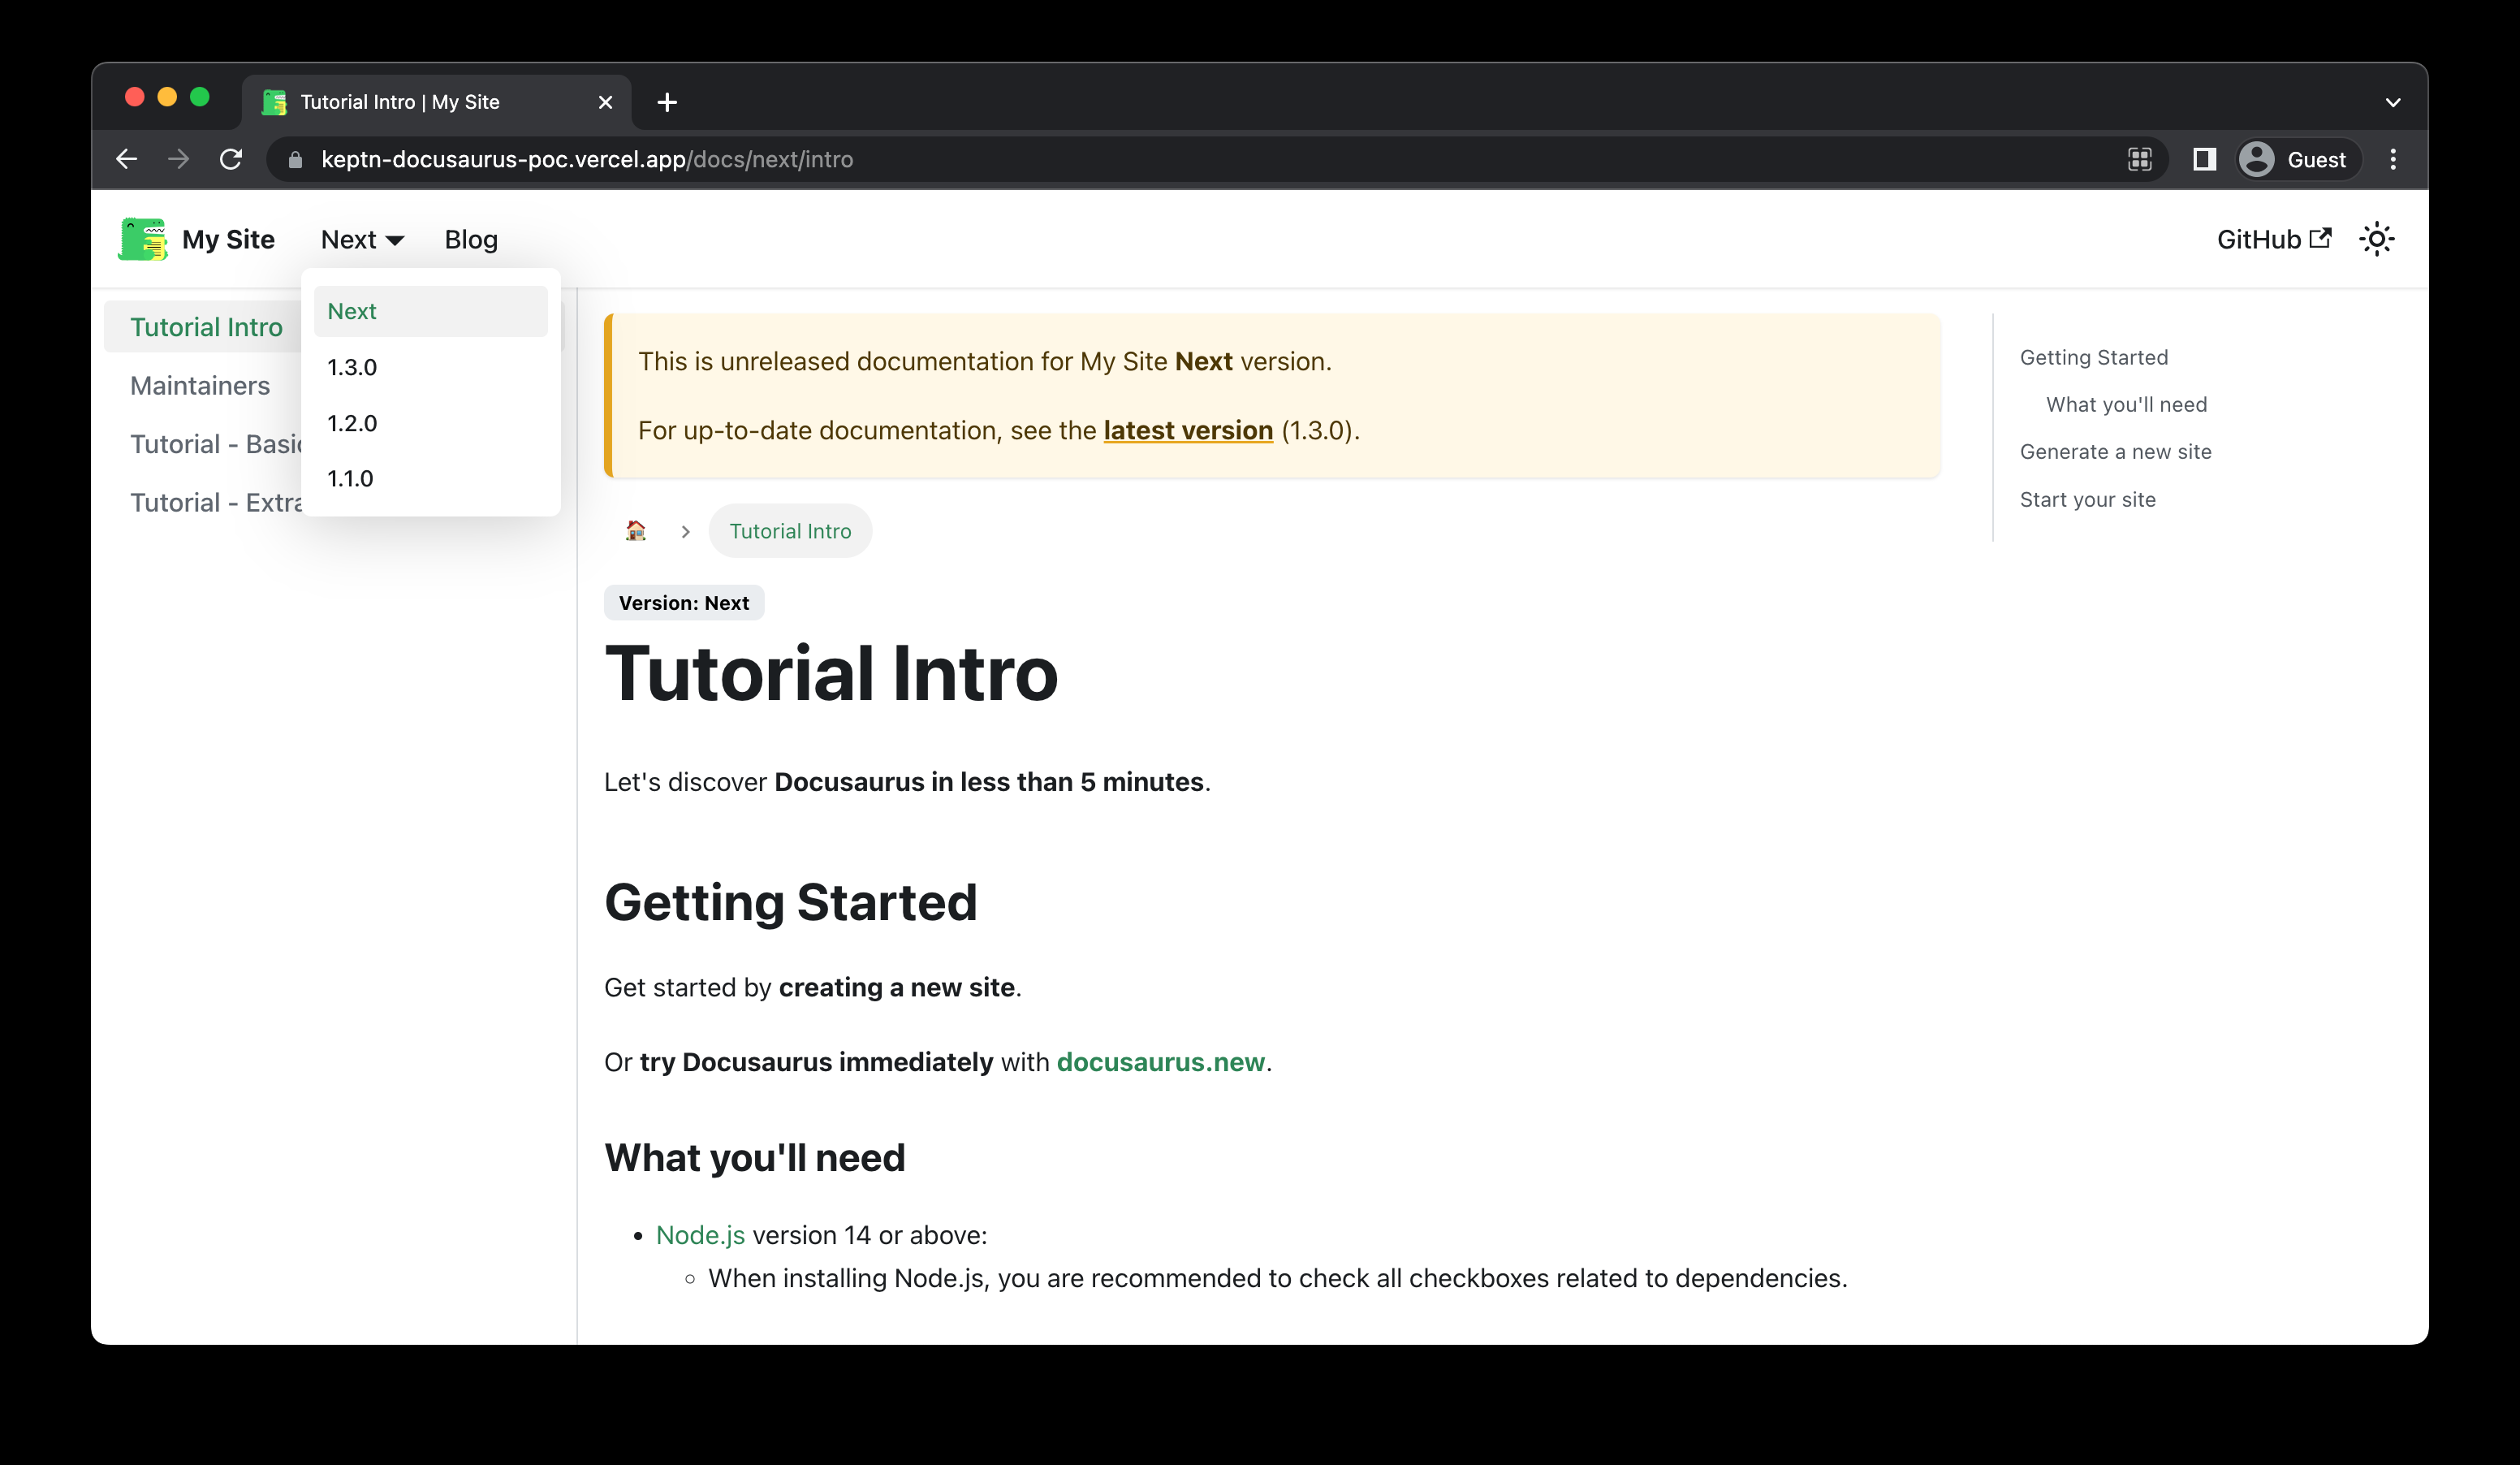 Tutorial Intro | My Site
keptn-docusaurus-poc.vercel.app/docs/next/intro
Guest
My Site
Next
Blog
GitHub
Next
1.3.0
1.2.0
1.1.0
Tutorial Intro
Maintainers
Tutorial - Basic
Tutorial - Extra
This is unreleased documentation for My Site Next version.
For up-to-date documentation, see the latest version (1.3.0).
Tutorial Intro
Version: Next
Tutorial Intro
Let's discover Docusaurus in less than 5 minutes.
Getting Started
Get started by creating a new site.
Or try Docusaurus immediately with docusaurus.new.
What you'll need
Node.js version 14 or above:
When installing Node.js, you are recommended to check all checkboxes related to dependencies.
Getting Started
What you'll need
Generate a new site
Start your site